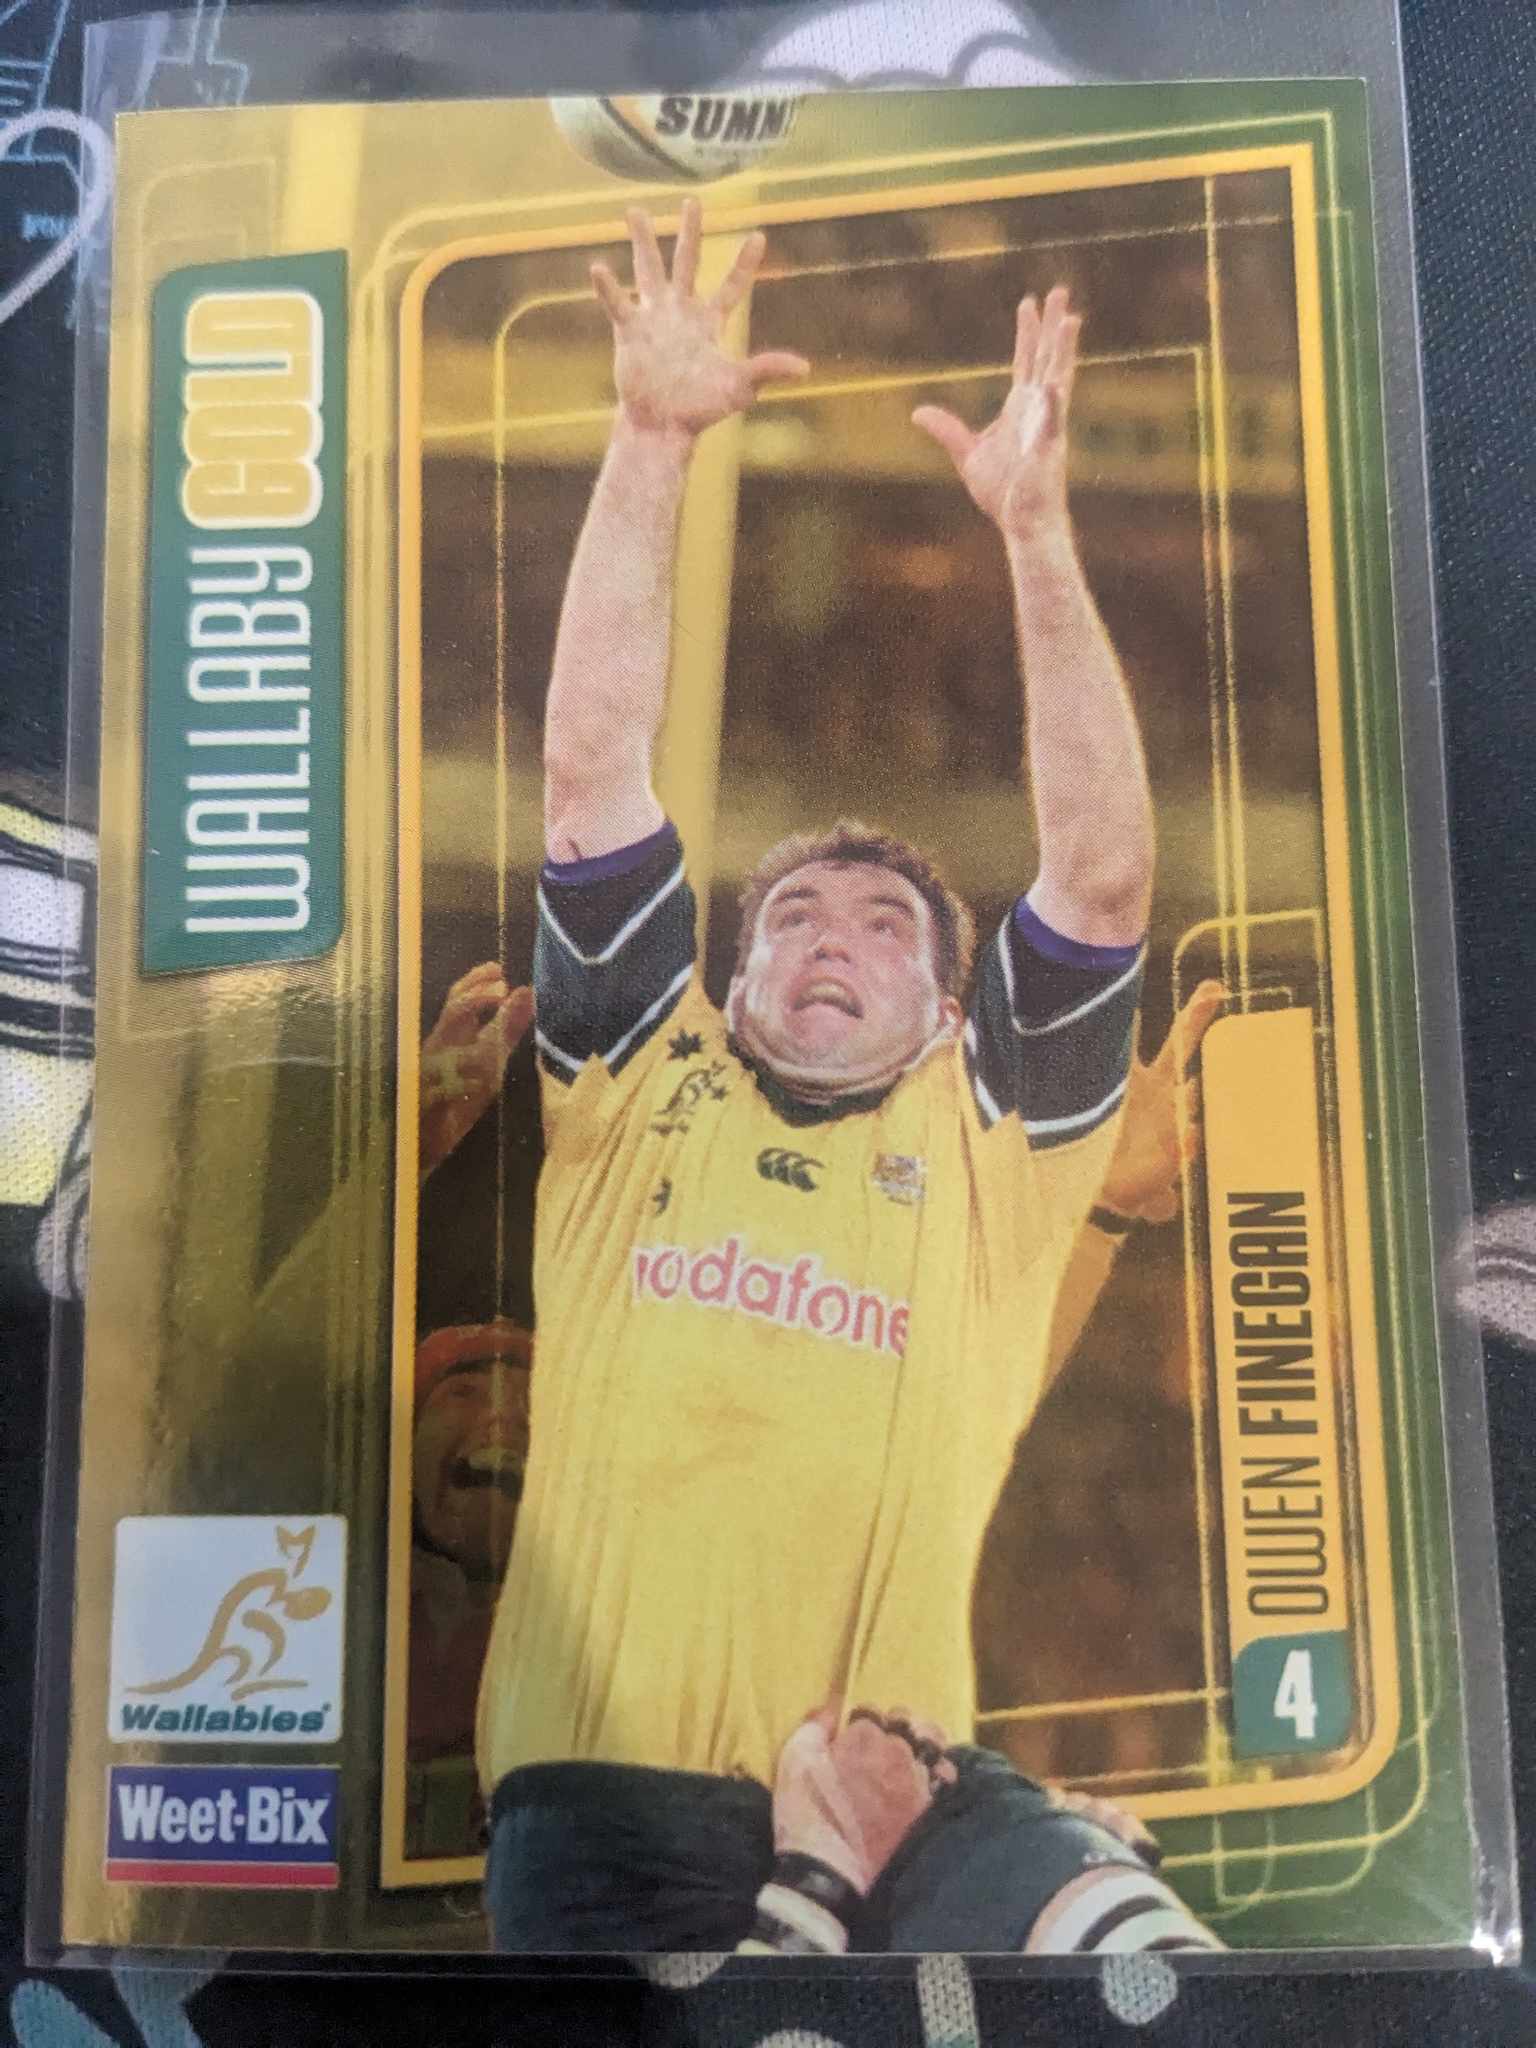 SUMM
WALLABY GOLD
vodafone
OWEN FINEGAN
4
Wallabies
Weet-Bix